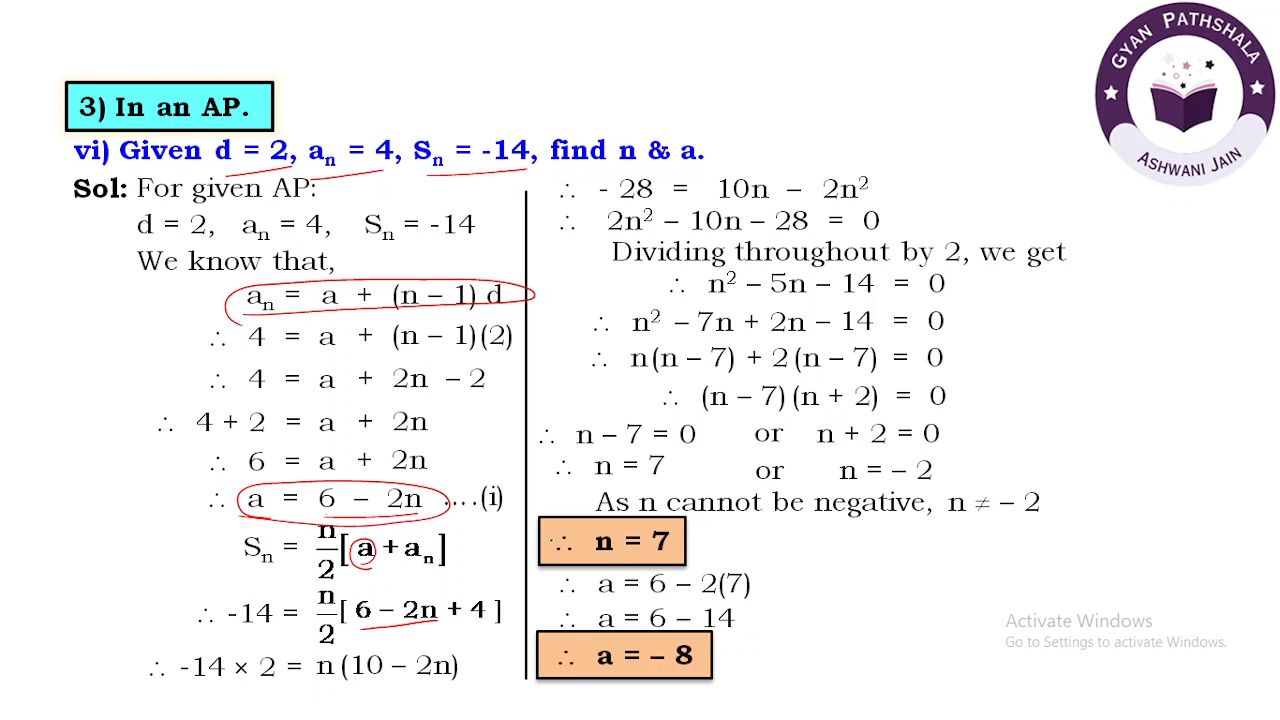 GYAN PATHSHALA
ASHWANI JAIN
3) In an AP.
vi) Given d = 2, aₙ = 4, Sₙ = -14, find n & a.
Sol: For given AP:
d = 2, aₙ = 4, Sₙ = -14
We know that,
aₙ = a + (n – 1) d
∴ 4 = a + (n – 1)(2)
∴ 4 = a + 2n – 2
∴ 4 + 2 = a + 2n
∴ 6 = a + 2n
∴ a = 6 – 2n ….(i)
Sₙ = n/2 [ a + aₙ ]
∴ -14 = n/2 [ 6 – 2n + 4 ]
∴ -14 × 2 = n (10 – 2n)
∴ - 28 = 10n – 2n²
∴ 2n² – 10n – 28 = 0
Dividing throughout by 2, we get
∴ n² – 5n – 14 = 0
∴ n² – 7n + 2n – 14 = 0
∴ n(n – 7) + 2 (n – 7) = 0
∴ (n – 7) (n + 2) = 0
∴ n – 7 = 0 or n + 2 = 0
∴ n = 7 or n = – 2
As n cannot be negative, n ≠ – 2
∴ n = 7
∴ a = 6 – 2(7)
∴ a = 6 – 14
∴ a = – 8
Activate Windows
Go to Settings to activate Windows.